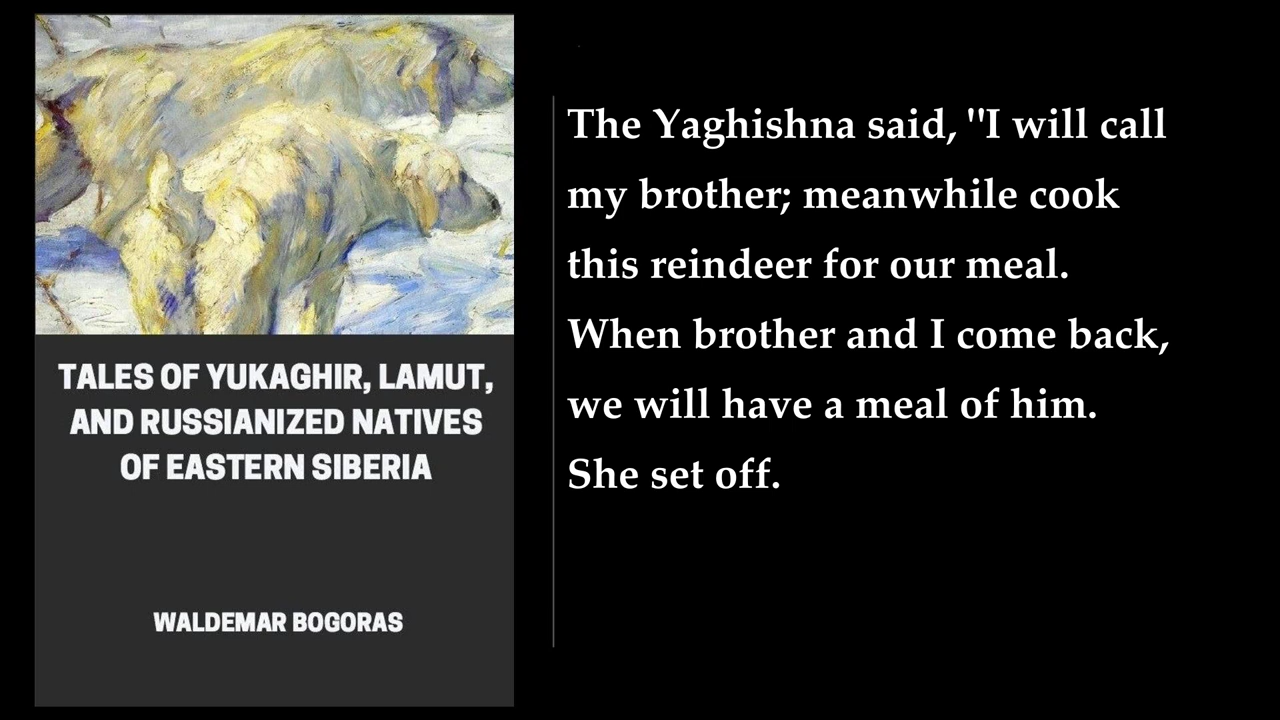 TALES OF YUKAGHIR, LAMUT,
AND RUSSIANIZED NATIVES
OF EASTERN SIBERIA
WALDEMAR BOGORAS
The Yaghishna said, "I will call
my brother; meanwhile cook
this reindeer for our meal.
When brother and I come back,
we will have a meal of him.
She set off.